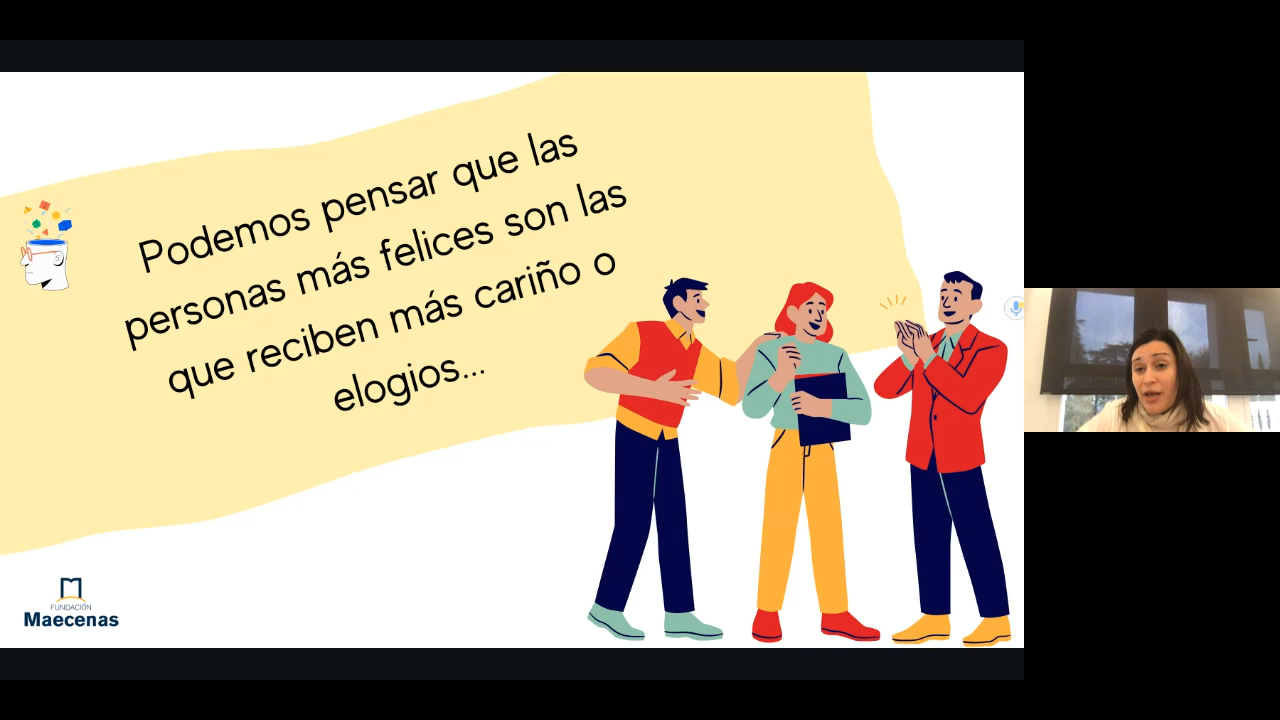 Podemos pensar que las
personas más felices son las
que reciben más cariño o
elogios...
FUNDACIÓN
Maecenas